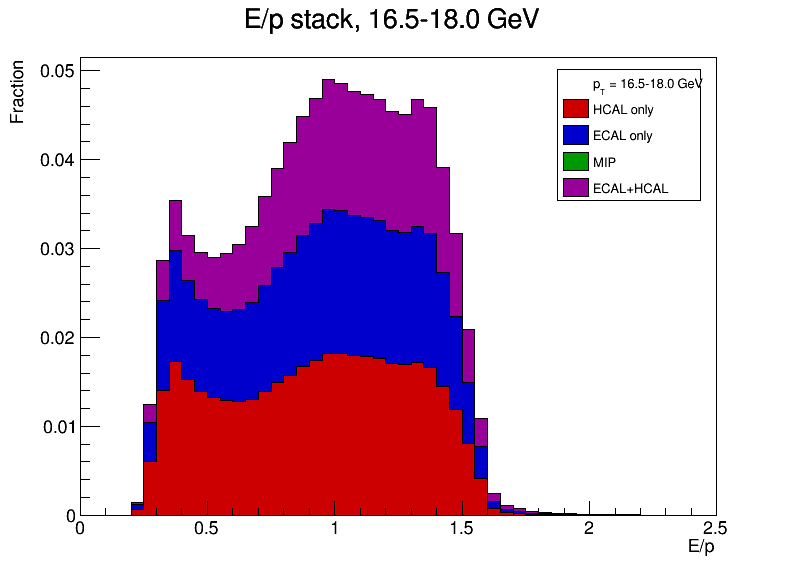 E/p stack, 16.5-18.0 GeV
Fraction
0.05
0.04
0.03
0.02
0.01
0
0 0.5 1 1.5 2 2.5
E/p
p_T = 16.5-18.0 GeV
HCAL only
ECAL only
MIP
ECAL+HCAL